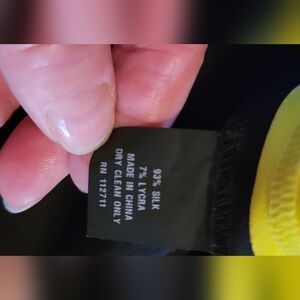 93% SILK
7% LYCRA
MADE IN CHINA
DRY CLEAN ONLY
RN 112711